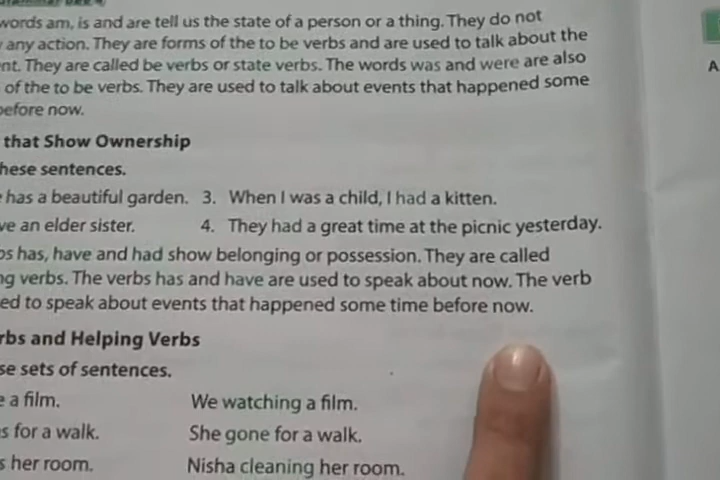 words am, is and are tell us the state of a person or a thing. They do not
any action. They are forms of the to be verbs and are used to talk about the
They are called be verbs or state verbs. The words was and were are also
of the to be verbs. They are used to talk about events that happened some
before now.
that Show Ownership
these sentences.
has a beautiful garden. 3. When I was a child, I had a kitten.
an elder sister. 4. They had a great time at the picnic yesterday.
has, have and had show belonging or possession. They are called
verbs. The verbs has and have are used to speak about now. The verb
to speak about events that happened some time before now.
and Helping Verbs
sets of sentences.
a film. We watching a film.
for a walk. She gone for a walk.
her room. Nisha cleaning her room.
A